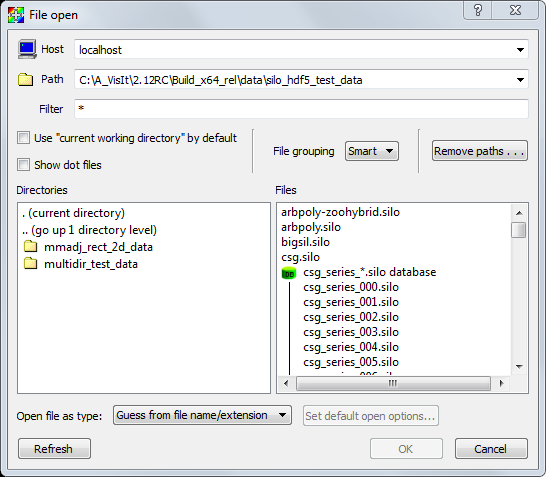 File open
Host localhost
Path C:\A_VisIt\2.12RC\Build_x64_rel\data\silo_hdf5_test_data
Filter *
Use "current working directory" by default
Show dot files
File grouping Smart
Remove paths . . .
Directories
. (current directory)
.. (go up 1 directory level)
mmadj_rect_2d_data
multidir_test_data
Files
arbpoly-zoohybrid.silo
arbpoly.silo
bigsil.silo
csg.silo
csg_series_*.silo database
csg_series_000.silo
csg_series_001.silo
csg_series_002.silo
csg_series_003.silo
csg_series_004.silo
csg_series_005.silo
Open file as type: Guess from file name/extension
Set default open options...
Refresh
OK
Cancel